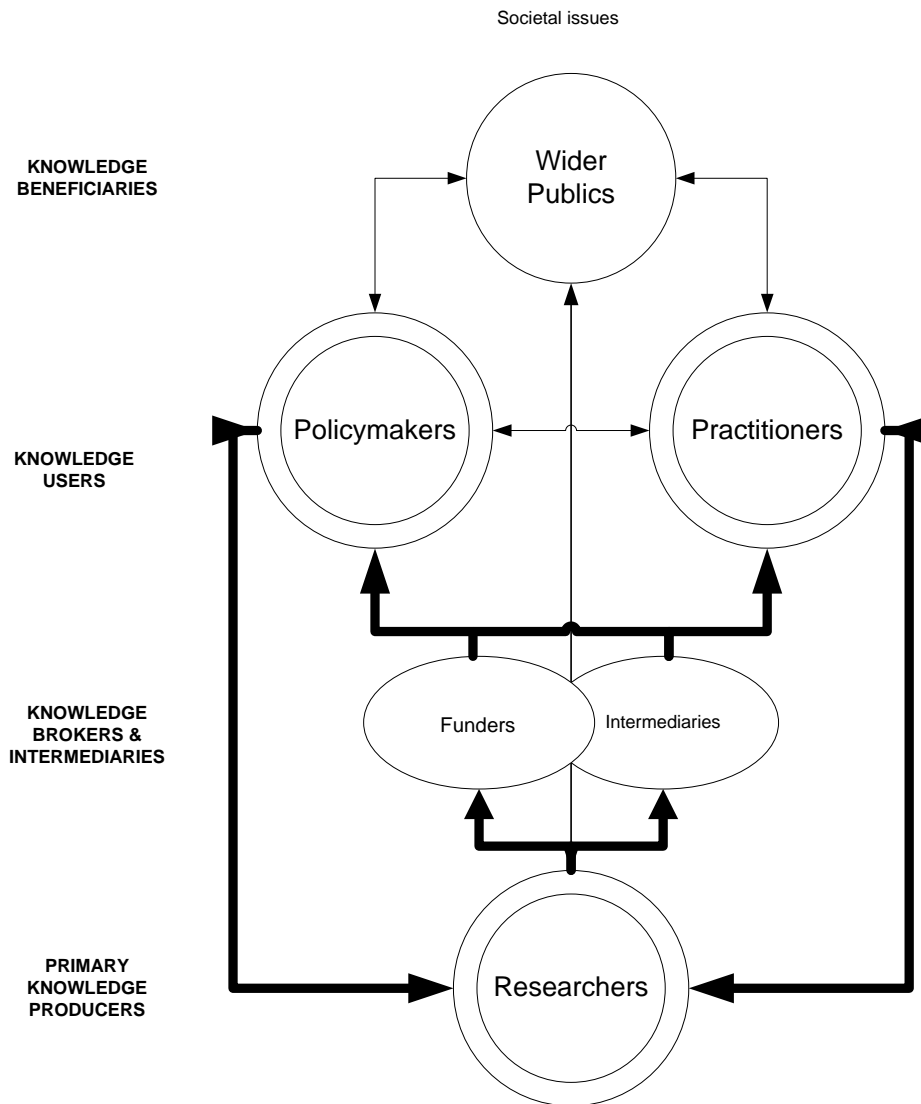 Societal issues
KNOWLEDGE
BENEFICIARIES
Wider
Publics
KNOWLEDGE
USERS
Policymakers
Practitioners
KNOWLEDGE
BROKERS &
INTERMEDIARIES
Funders
Intermediaries
PRIMARY
KNOWLEDGE
PRODUCERS
Researchers